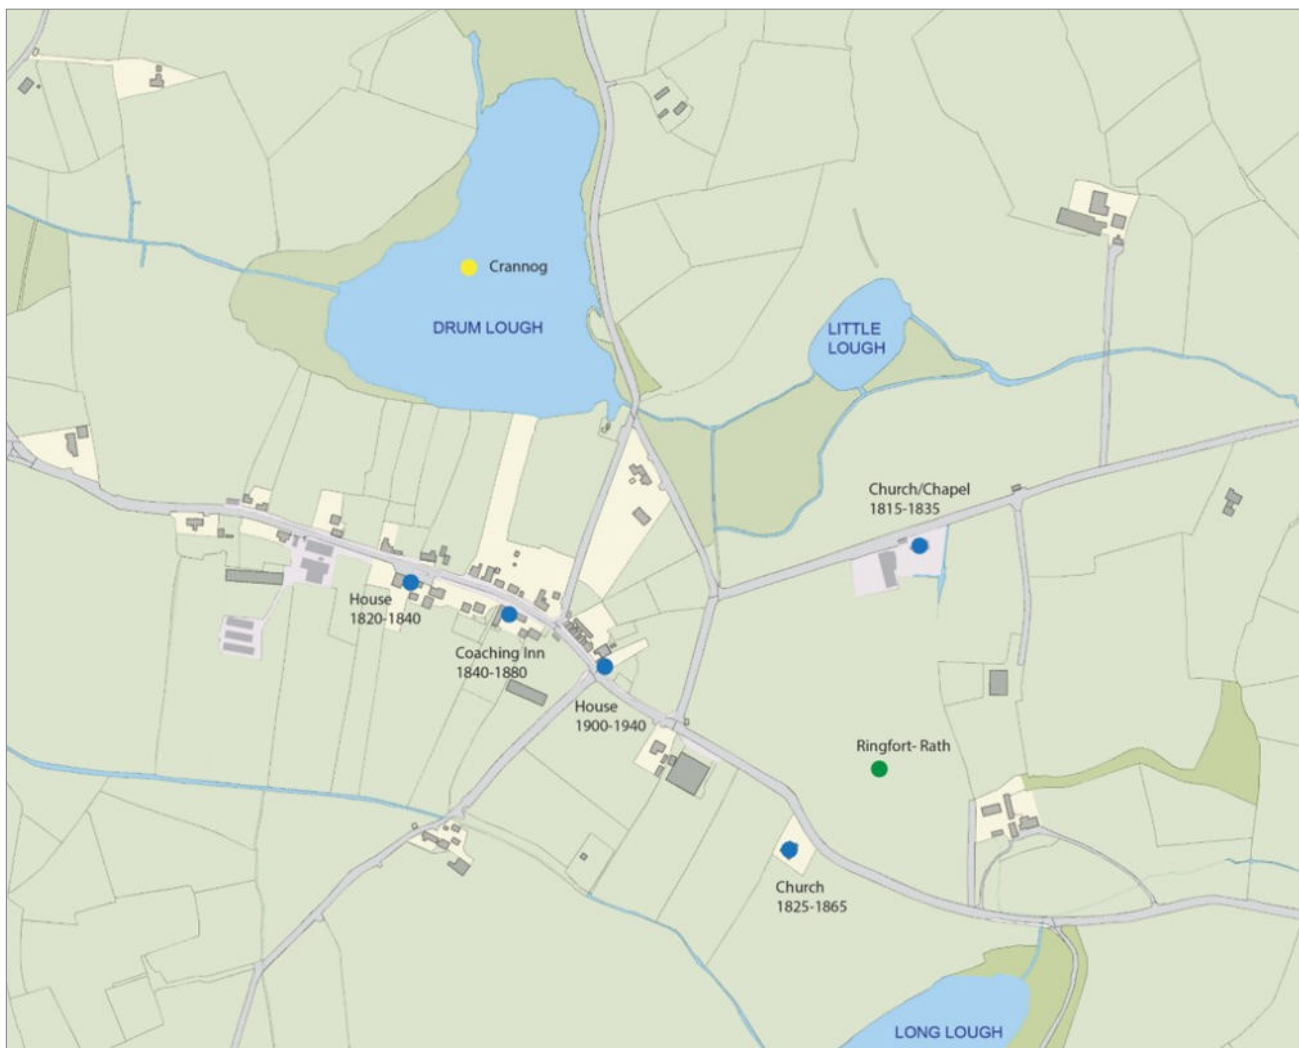 Crannog
DRUM LOUGH
LITTLE
LOUGH
Church/Chapel
1815-1835
House
1820-1840
Coaching Inn
1840-1880
House
1900-1940
Ringfort- Rath
Church
1825-1865
LONG LOUGH